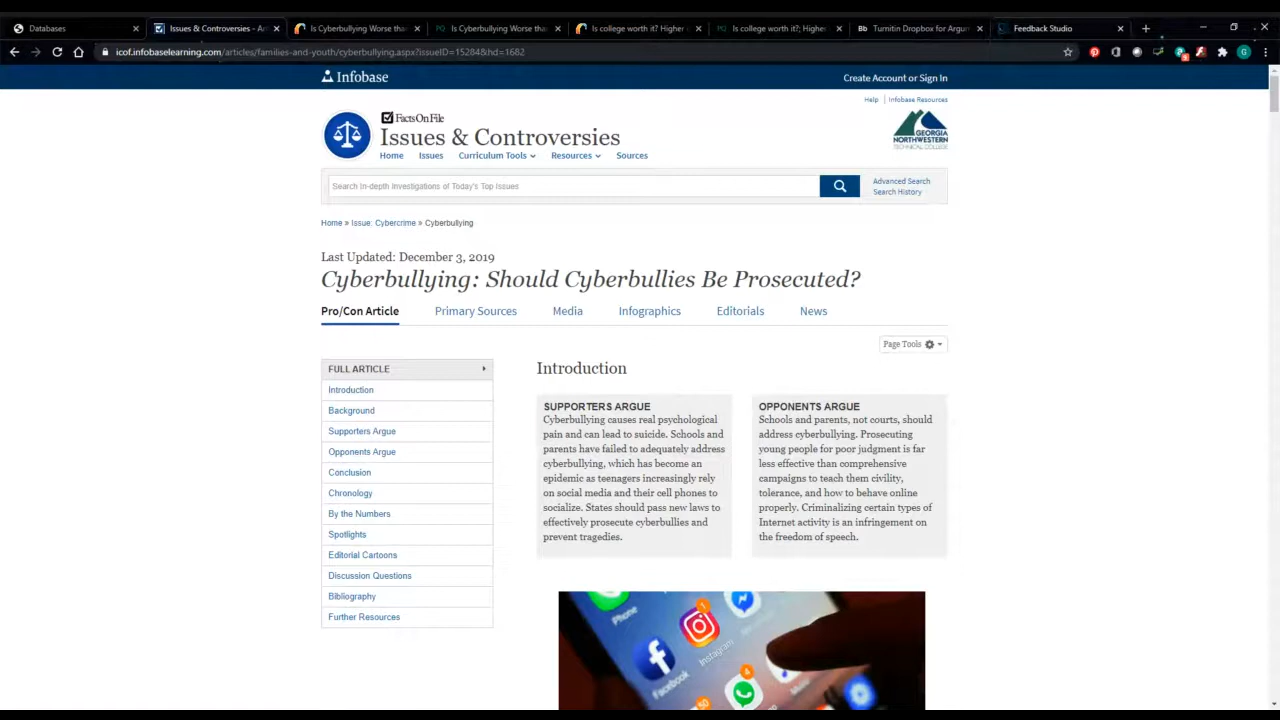 Databases
Issues & Controversies - Ar
Is Cyberbullying Worse tha
Is Cyberbullying Worse than
Is college worth it? Higher
Is college worth it?; Higher
Bb Turnitin Dropbox for Argum
Feedback Studio
icof.infobaselearning.com/articles/families-and-youth/cyberbullying.aspx?issueID=15284&hd=1682
Infobase
Create Account or Sign In
Help | Infobase Resources
FactsOnFile
Issues & Controversies
GEORGIA
NORTHWESTERN
TECHNICAL COLLEGE
Home Issues Curriculum Tools Resources Sources
Search In-depth Investigations of Today's Top Issues
Advanced Search
Search History
Home » Issue: Cybercrime » Cyberbullying
Last Updated: December 3, 2019
Cyberbullying: Should Cyberbullies Be Prosecuted?
Pro/Con Article Primary Sources Media Infographics Editorials News
Page Tools
FULL ARTICLE
Introduction
Background
Supporters Argue
Opponents Argue
Conclusion
Chronology
By the Numbers
Spotlights
Editorial Cartoons
Discussion Questions
Bibliography
Further Resources
Introduction
SUPPORTERS ARGUE
Cyberbullying causes real psychological
pain and can lead to suicide. Schools and
parents have failed to adequately address
cyberbullying, which has become an
epidemic as teenagers increasingly rely
on social media and their cell phones to
socialize. States should pass new laws to
effectively prosecute cyberbullies and
prevent tragedies.
OPPONENTS ARGUE
Schools and parents, not courts, should
address cyberbullying. Prosecuting
young people for poor judgment is far
less effective than comprehensive
campaigns to teach them civility,
tolerance, and how to behave online
properly. Criminalizing certain types of
Internet activity is an infringement on
the freedom of speech.
Phone
1
Instagram
Facebook
6
50